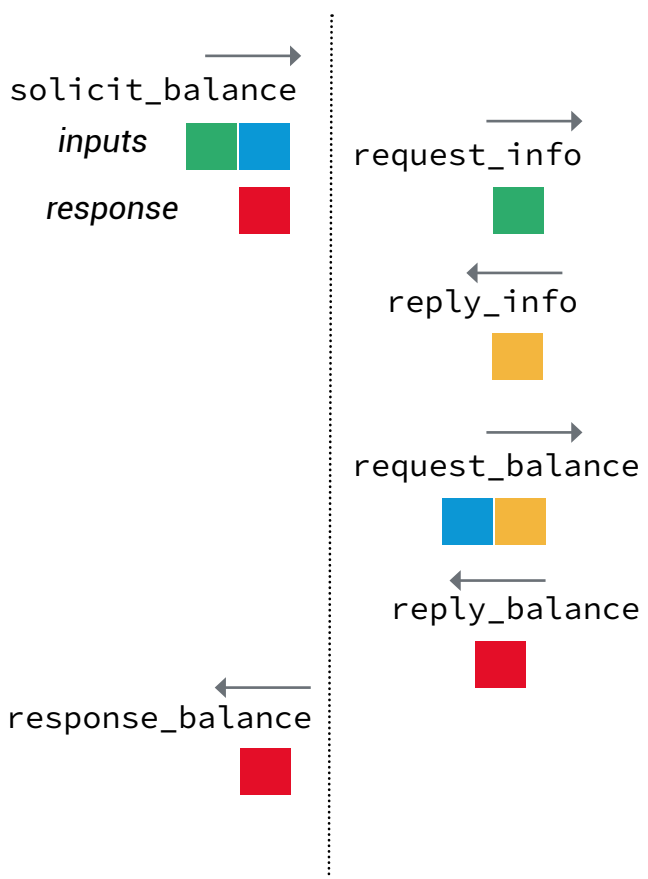 solicit_balance
inputs
response
request_info
reply_info
request_balance
reply_balance
response_balance